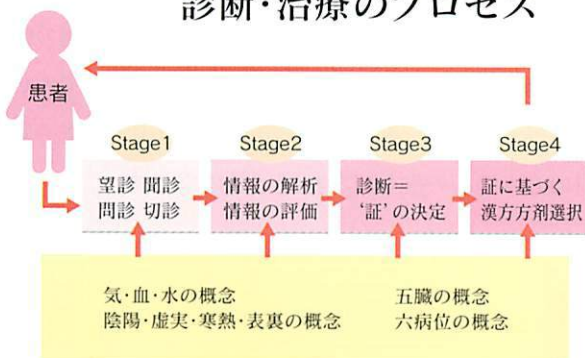 診断・治療のプロセス
患者
Stage1
望診 聞診
問診 切診
Stage2
情報の解析
情報の評価
Stage3
診断＝
‘証’の決定
Stage4
証に基づく
漢方方剤選択
気・血・水の概念
陰陽・虚実・寒熱・表裏の概念
五臓の概念
六病位の概念